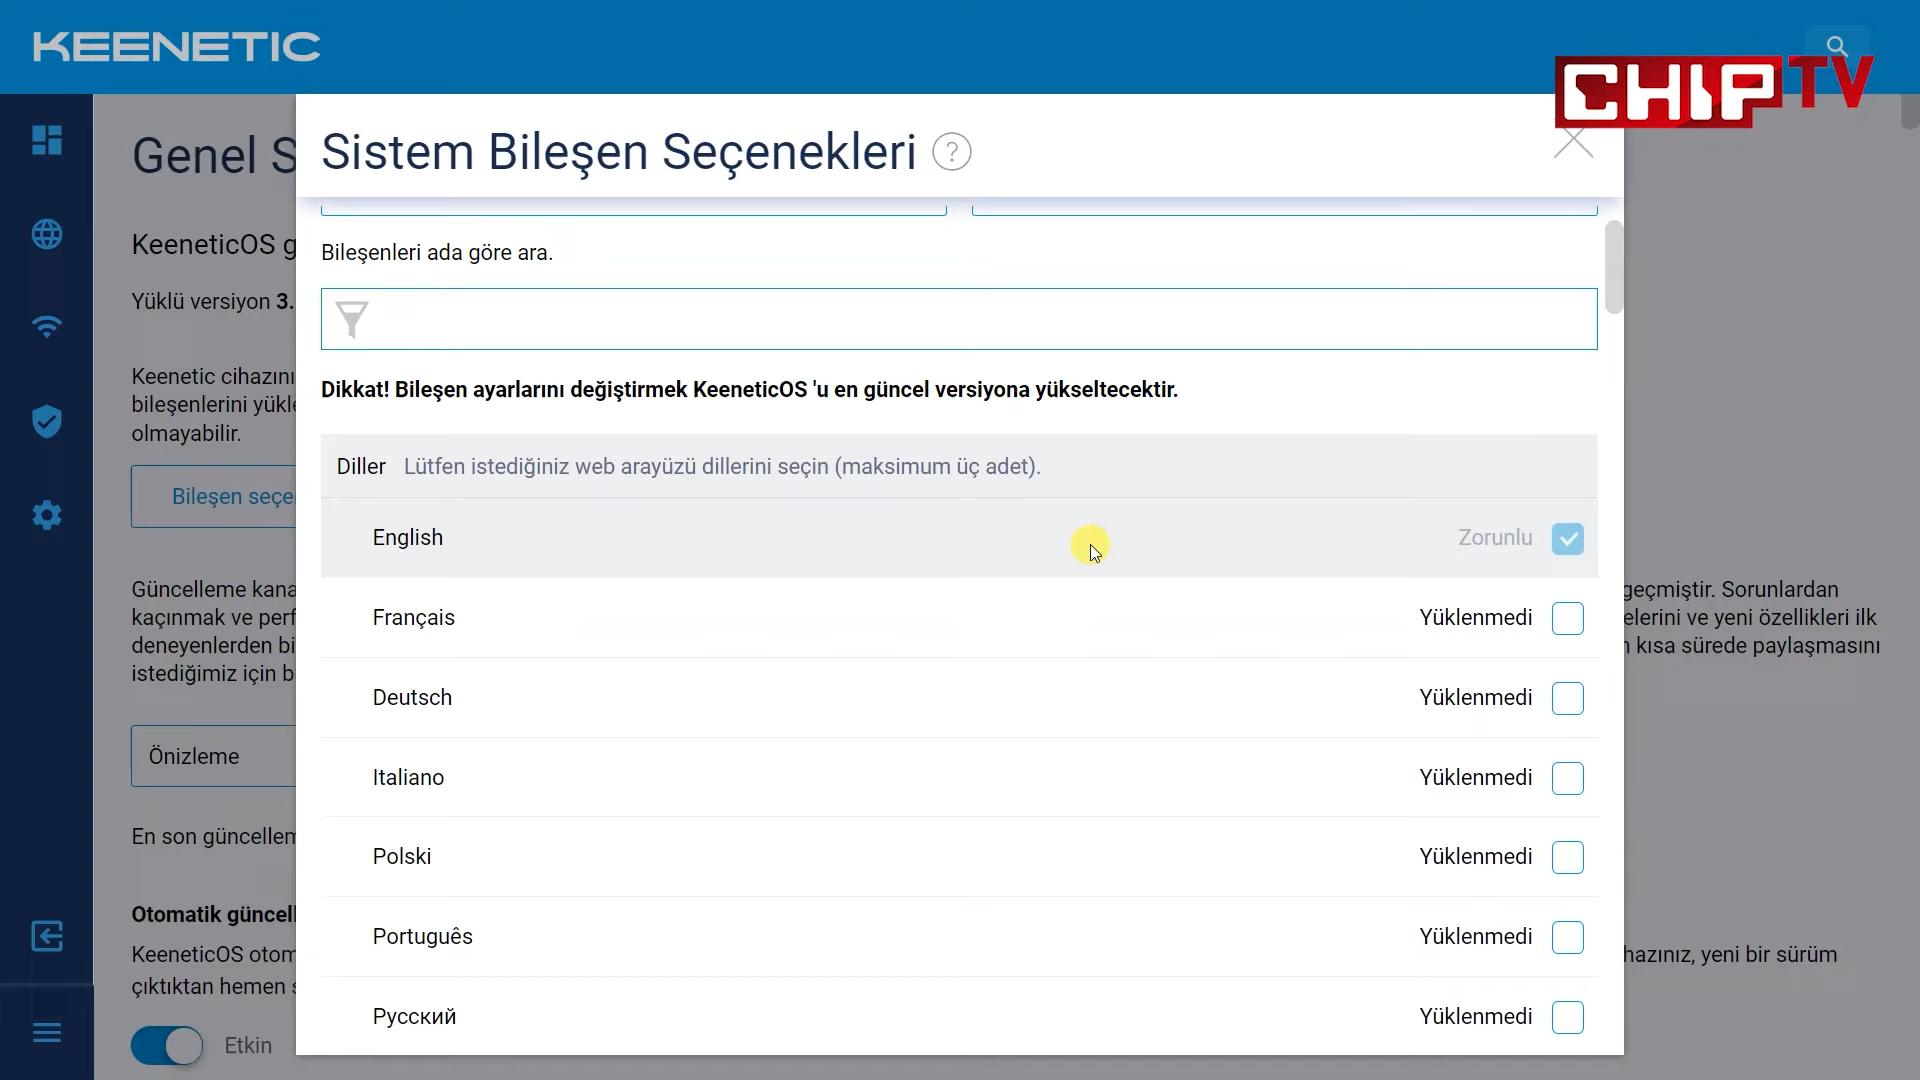 KEENETIC
CHIP TV
Genel S
Sistem Bileşen Seçenekleri ?
KeeneticOS g
Bileşenleri ada göre ara.
Yüklü versiyon 3.
Keenetic cihazını
bileşenlerini yükle
olmayabilir.
Dikkat! Bileşen ayarlarını değiştirmek KeeneticOS 'u en güncel versiyona yükseltecektir.
Diller Lütfen istediğiniz web arayüzü dillerini seçin (maksimum üç adet).
Bileşen seçe
English Zorunlu
Güncelleme kana
kaçınmak ve perf
deneyenlerden bi
istediğimiz için b
geçmiştir. Sorunlardan
elerini ve yeni özellikleri ilk
kısa sürede paylaşmasını
Français Yüklenmedi
Deutsch Yüklenmedi
Önizleme
Italiano Yüklenmedi
En son güncellem
Polski Yüklenmedi
Otomatik güncell
Português Yüklenmedi
KeeneticOS otom
çıktıktan hemen s
hazınız, yeni bir sürüm
Русский Yüklenmedi
Etkin